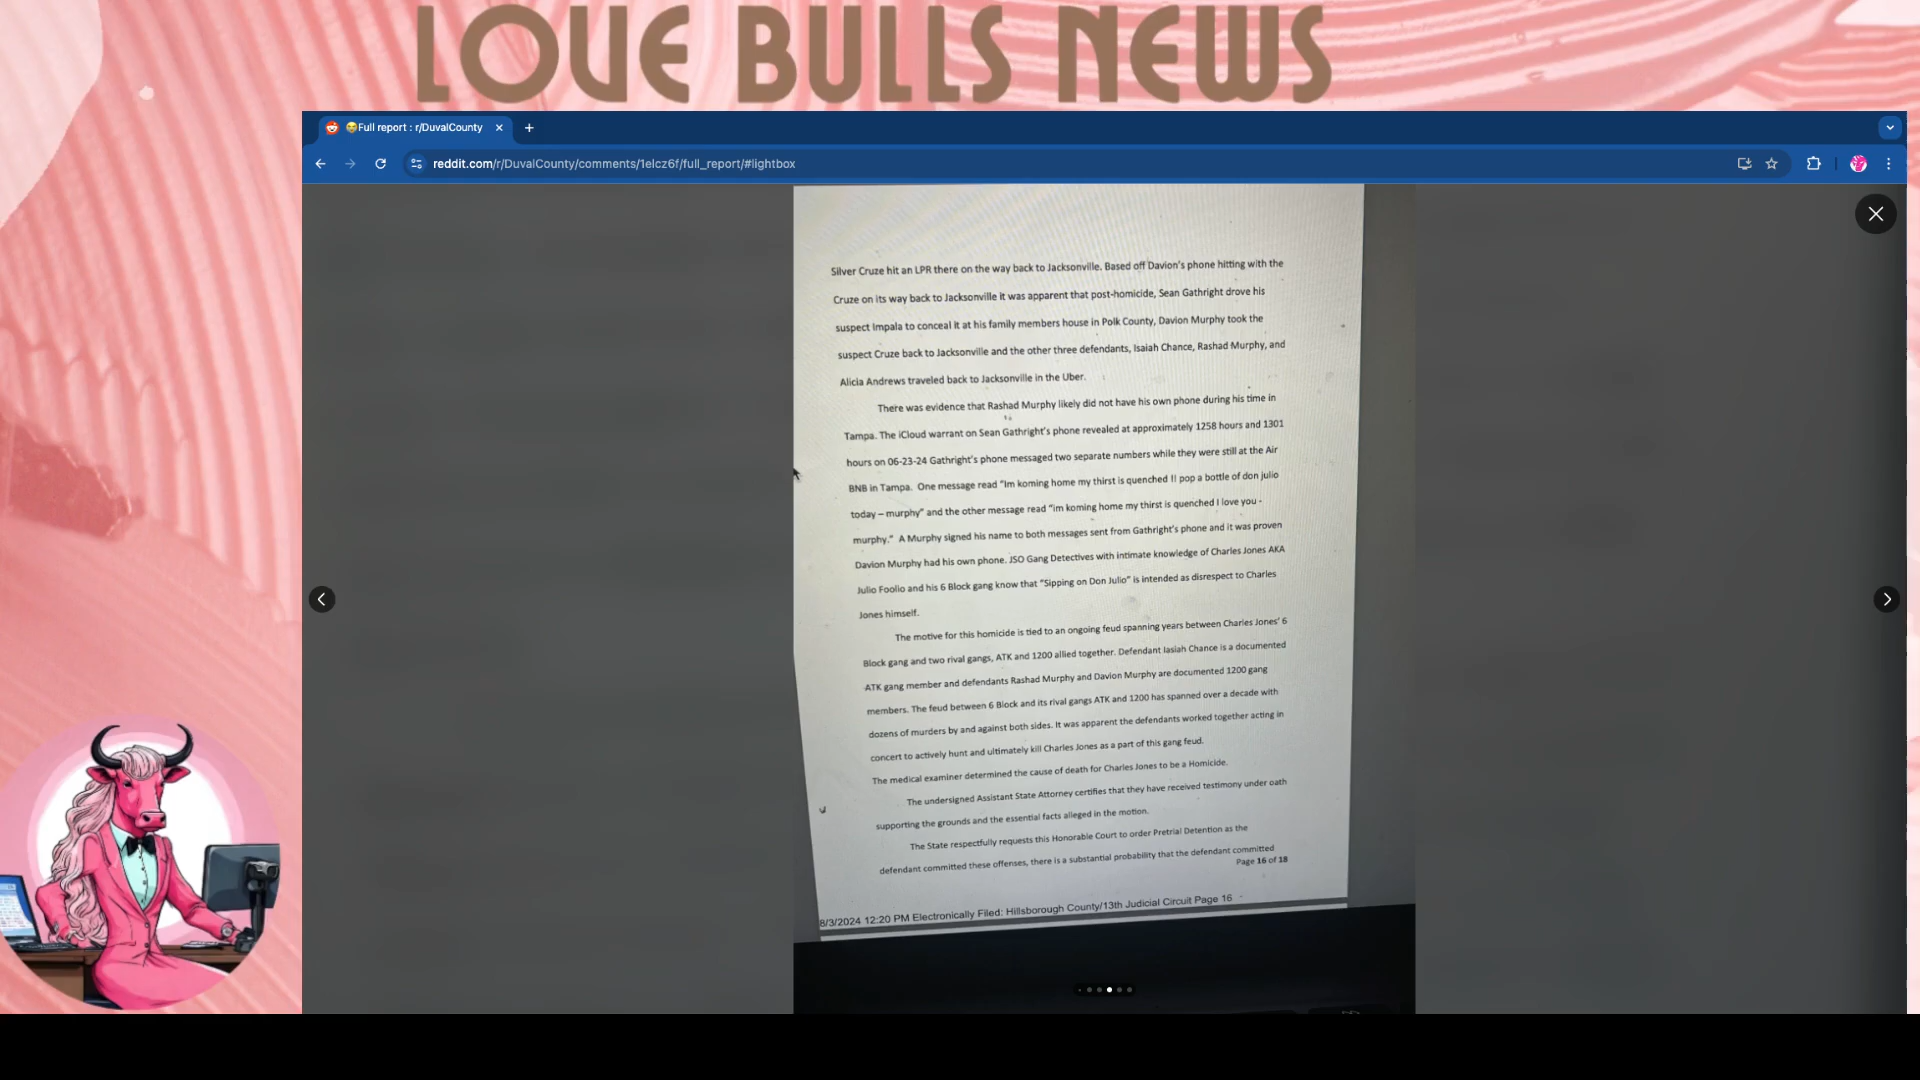 LOVE BULLS NEWS
😂Full report : r/DuvalCounty
reddit.com/r/DuvalCounty/comments/1elcz6f/full_report/#lightbox
Silver Cruze hit an LPR there on the way back to Jacksonville. Based off Davion's phone hitting with the
Cruze on its way back to Jacksonville it was apparent that post-homicide, Sean Gathright drove his
suspect Impala to conceal it at his family members house in Polk County, Davion Murphy took the
suspect Cruze back to Jacksonville and the other three defendants, Isaiah Chance, Rashad Murphy, and
Alicia Andrews traveled back to Jacksonville in the Uber.
There was evidence that Rashad Murphy likely did not have his own phone during his time in
Tampa. The iCloud warrant on Sean Gathright's phone revealed at approximately 1258 hours and 1301
hours on 06-23-24 Gathright's phone messaged two separate numbers while they were still at the Air
BNB in Tampa. One message read "Im koming home my thirst is quenched II pop a bottle of don julio
today – murphy" and the other message read "im koming home my thirst is quenched I love you -
murphy." A Murphy signed his name to both messages sent from Gathright's phone and it was proven
Davion Murphy had his own phone. JSO Gang Detectives with intimate knowledge of Charles Jones AKA
Julio Foolio and his 6 Block gang know that "Sipping on Don Julio" is intended as disrespect to Charles
Jones himself.
The motive for this homicide is tied to an ongoing feud spanning years between Charles Jones' 6
Block gang and two rival gangs, ATK and 1200 allied together. Defendant Iasiah Chance is a documented
ATK gang member and defendants Rashad Murphy and Davion Murphy are documented 1200 gang
members. The feud between 6 Block and its rival gangs ATK and 1200 has spanned over a decade with
dozens of murders by and against both sides. It was apparent the defendants worked together acting in
concert to actively hunt and ultimately kill Charles Jones as a part of this gang feud.
The medical examiner determined the cause of death for Charles Jones to be a Homicide.
The undersigned Assistant State Attorney certifies that they have received testimony under oath
supporting the grounds and the essential facts alleged in the motion.
The State respectfully requests this Honorable Court to order Pretrial Detention as the
defendant committed these offenses, there is a substantial probability that the defendant committed
Page 16 of 18
8/3/2024 12:20 PM Electronically Filed: Hillsborough County/13th Judicial Circuit Page 16